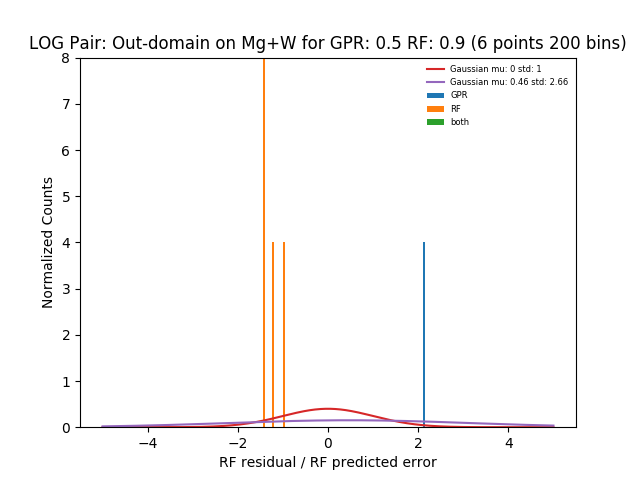 LOG Pair: Out-domain on Mg+W for GPR: 0.5 RF: 0.9 (6 points 200 bins)
Gaussian mu: 0 std: 1
Gaussian mu: 0.46 std: 2.66
GPR
RF
both
8
7
6
5
4
3
2
1
0
Normalized Counts
−4 −2 0 2 4
RF residual / RF predicted error